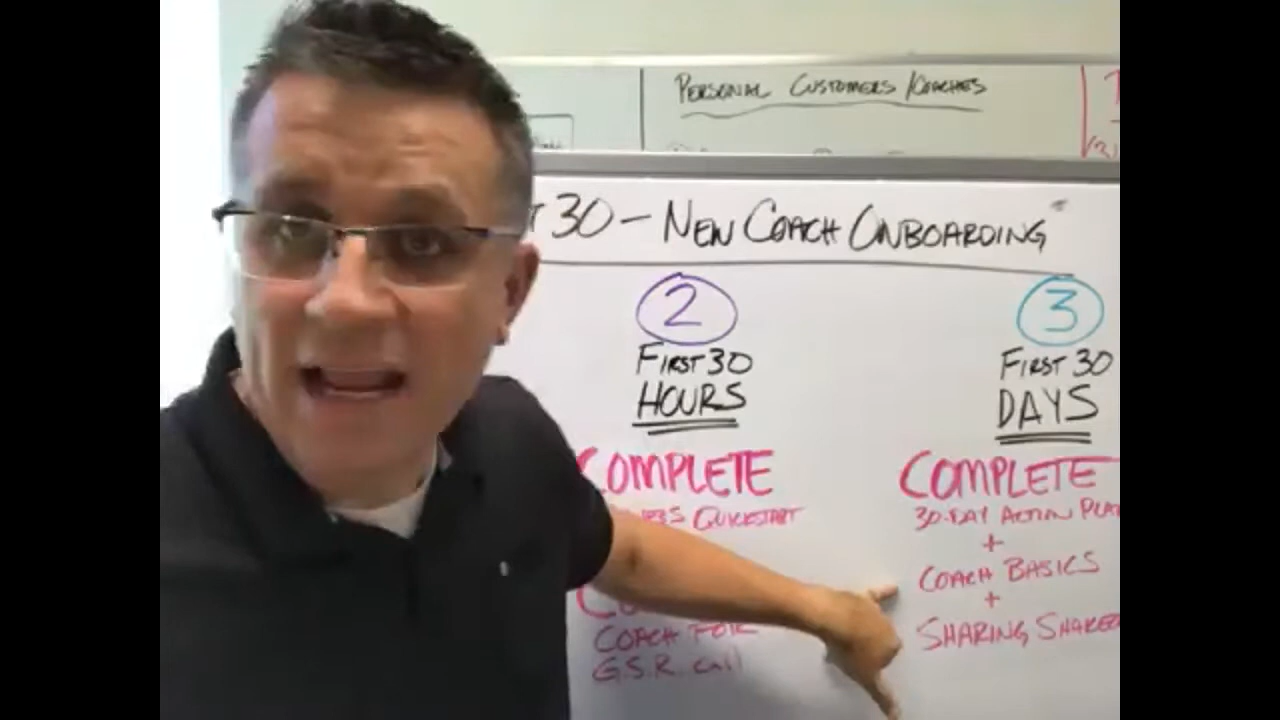 PERSONAL CUSTOMERS/COACHES
30 - NEW COACH ONBOARDING"
2
FIRST 30
HOURS
COMPLETE
QUICKSTART
COACH FOR
G.S.R. call
3
FIRST 30
DAYS
COMPLETE
30-DAY ACTION PLA
+
COACH BASICS
+
SHARING SHAKEO